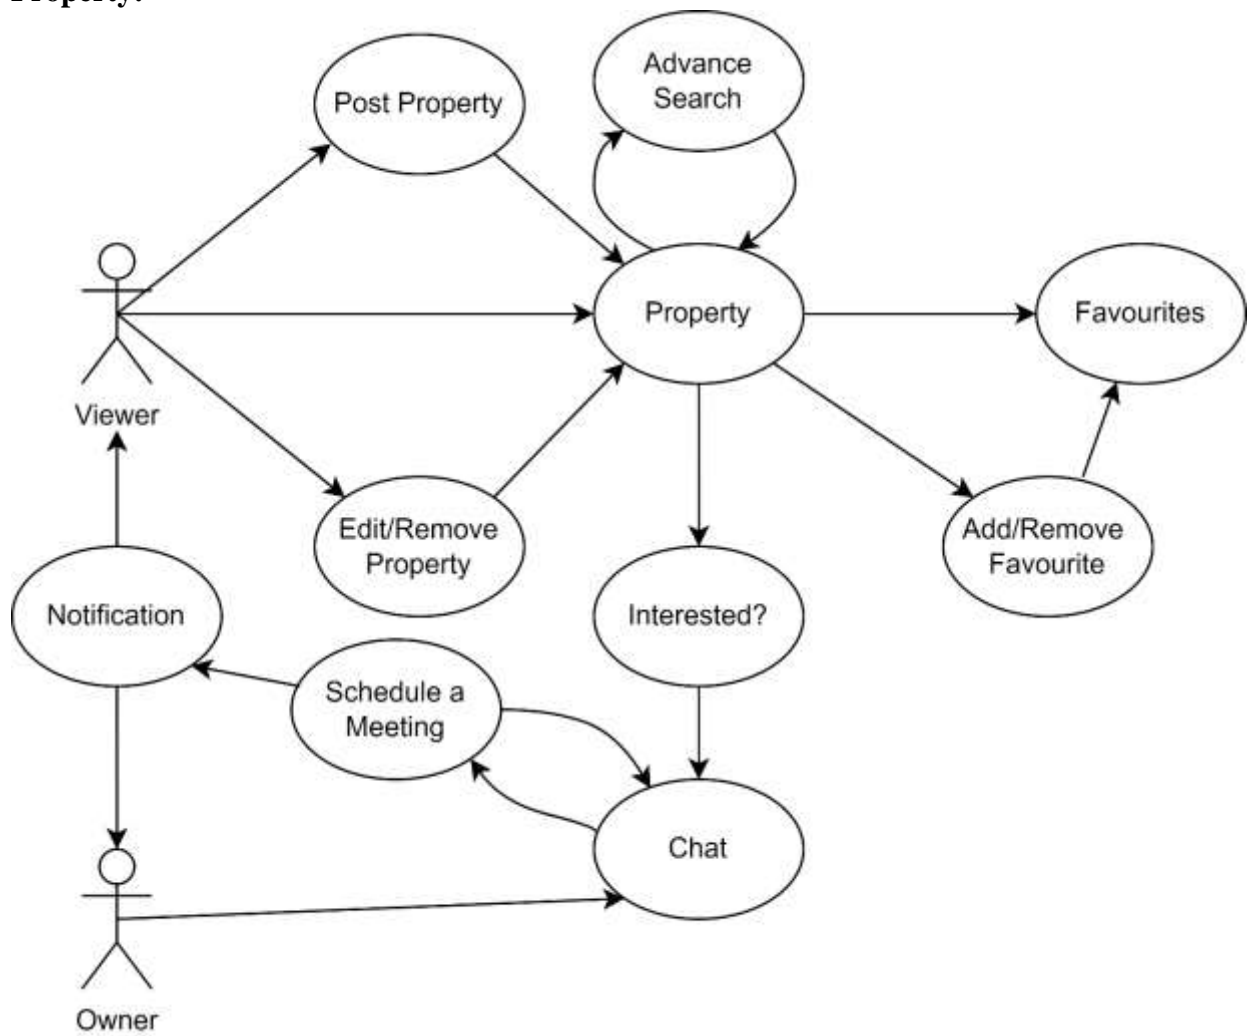 Property:
Advance
Search
Post Property
Property
Favourites
Viewer
Edit/Remove
Property
Add/Remove
Favourite
Notification
Interested?
Schedule a
Meeting
Chat
Owner